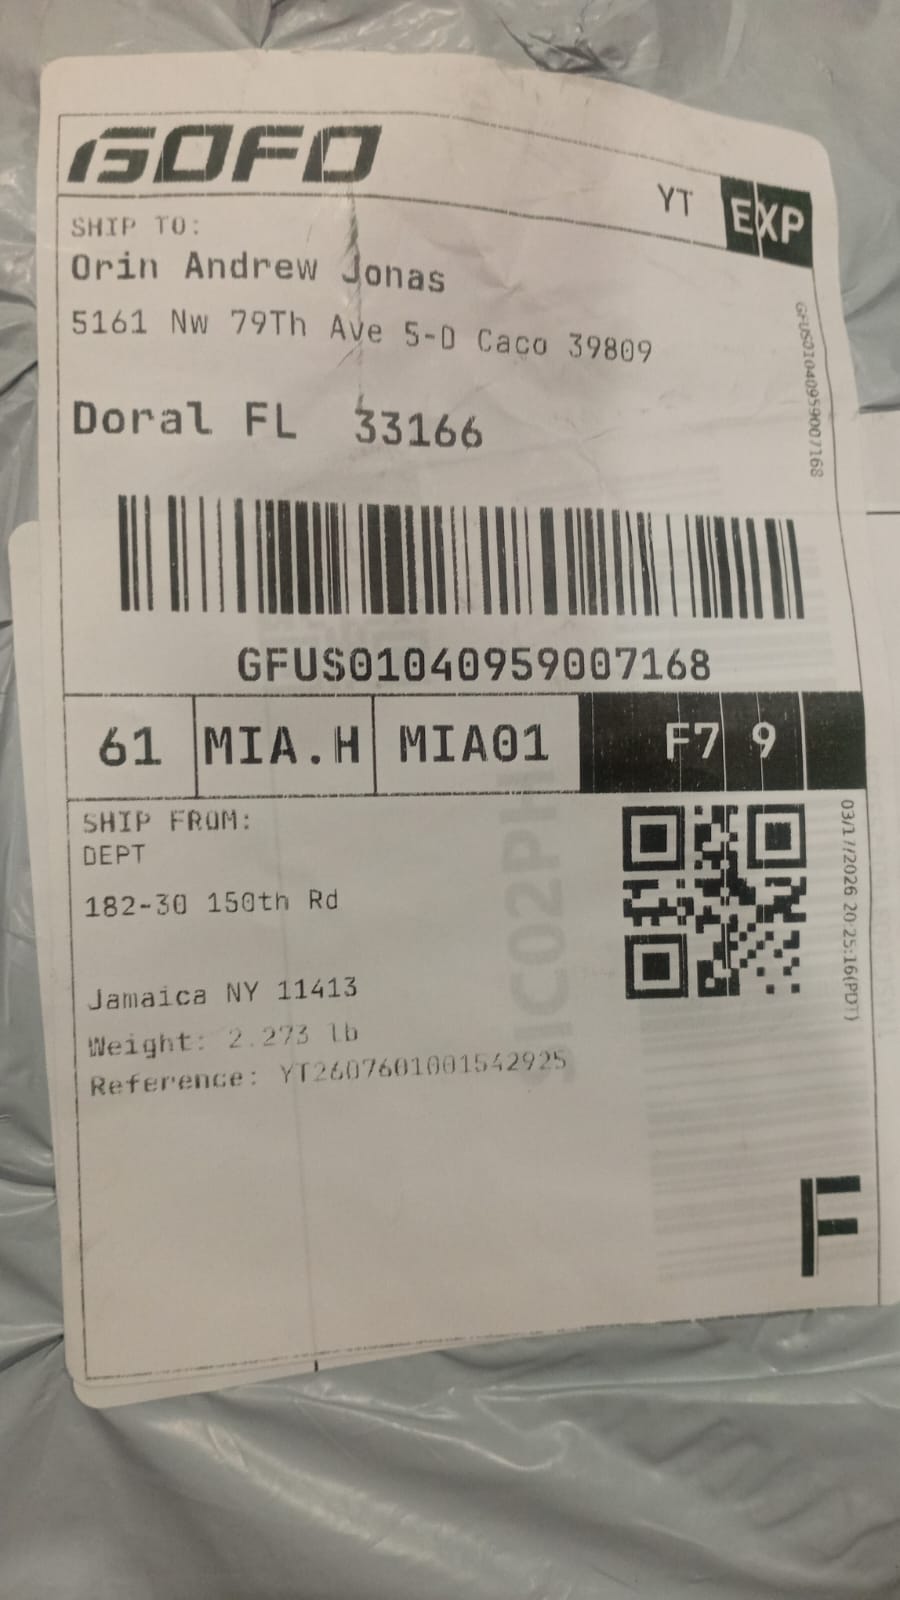 GOFO
YT EXP
SHIP TO:
Orin Andrew Jonas
5161 Nw 79Th Ave 5-D Caco 39809
Doral FL 33166
GFUS01040959007168
GFUS01040959007168
61 MIA.H MIA01 F7 9
SHIP FROM:
DEPT
182-30 150th Rd
Jamaica NY 11413
Weight: 2.273 lb
Reference: YT2607601001542925
03/17/2026 20:25:16(PDT)
F